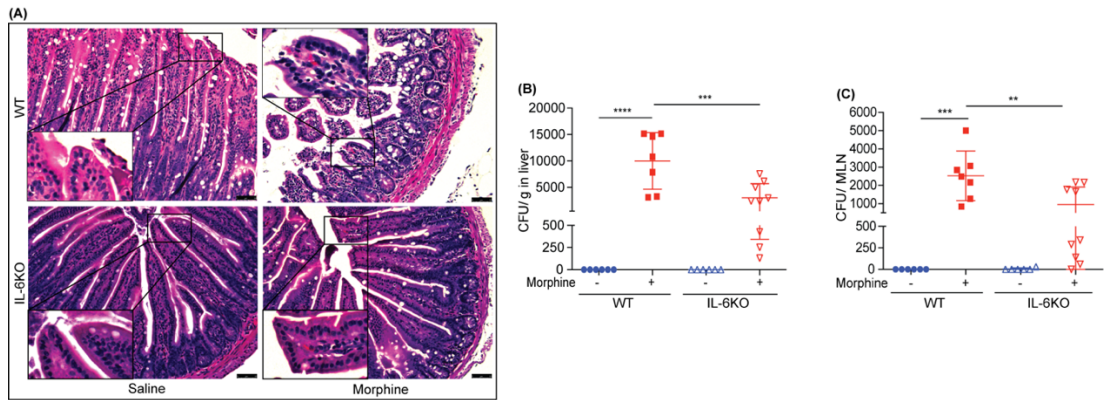 (A)
WT
IL-6KO
Saline
Morphine
(B)
****
***
CFU/ g in liver
20000
15000
10000
5000
500
250
0
Morphine
-
+
-
+
WT
IL-6KO
(C)
***
**
CFU/ MLN
6000
5000
4000
3000
2000
1000
500
250
0
Morphine
-
+
-
+
WT
IL-6KO